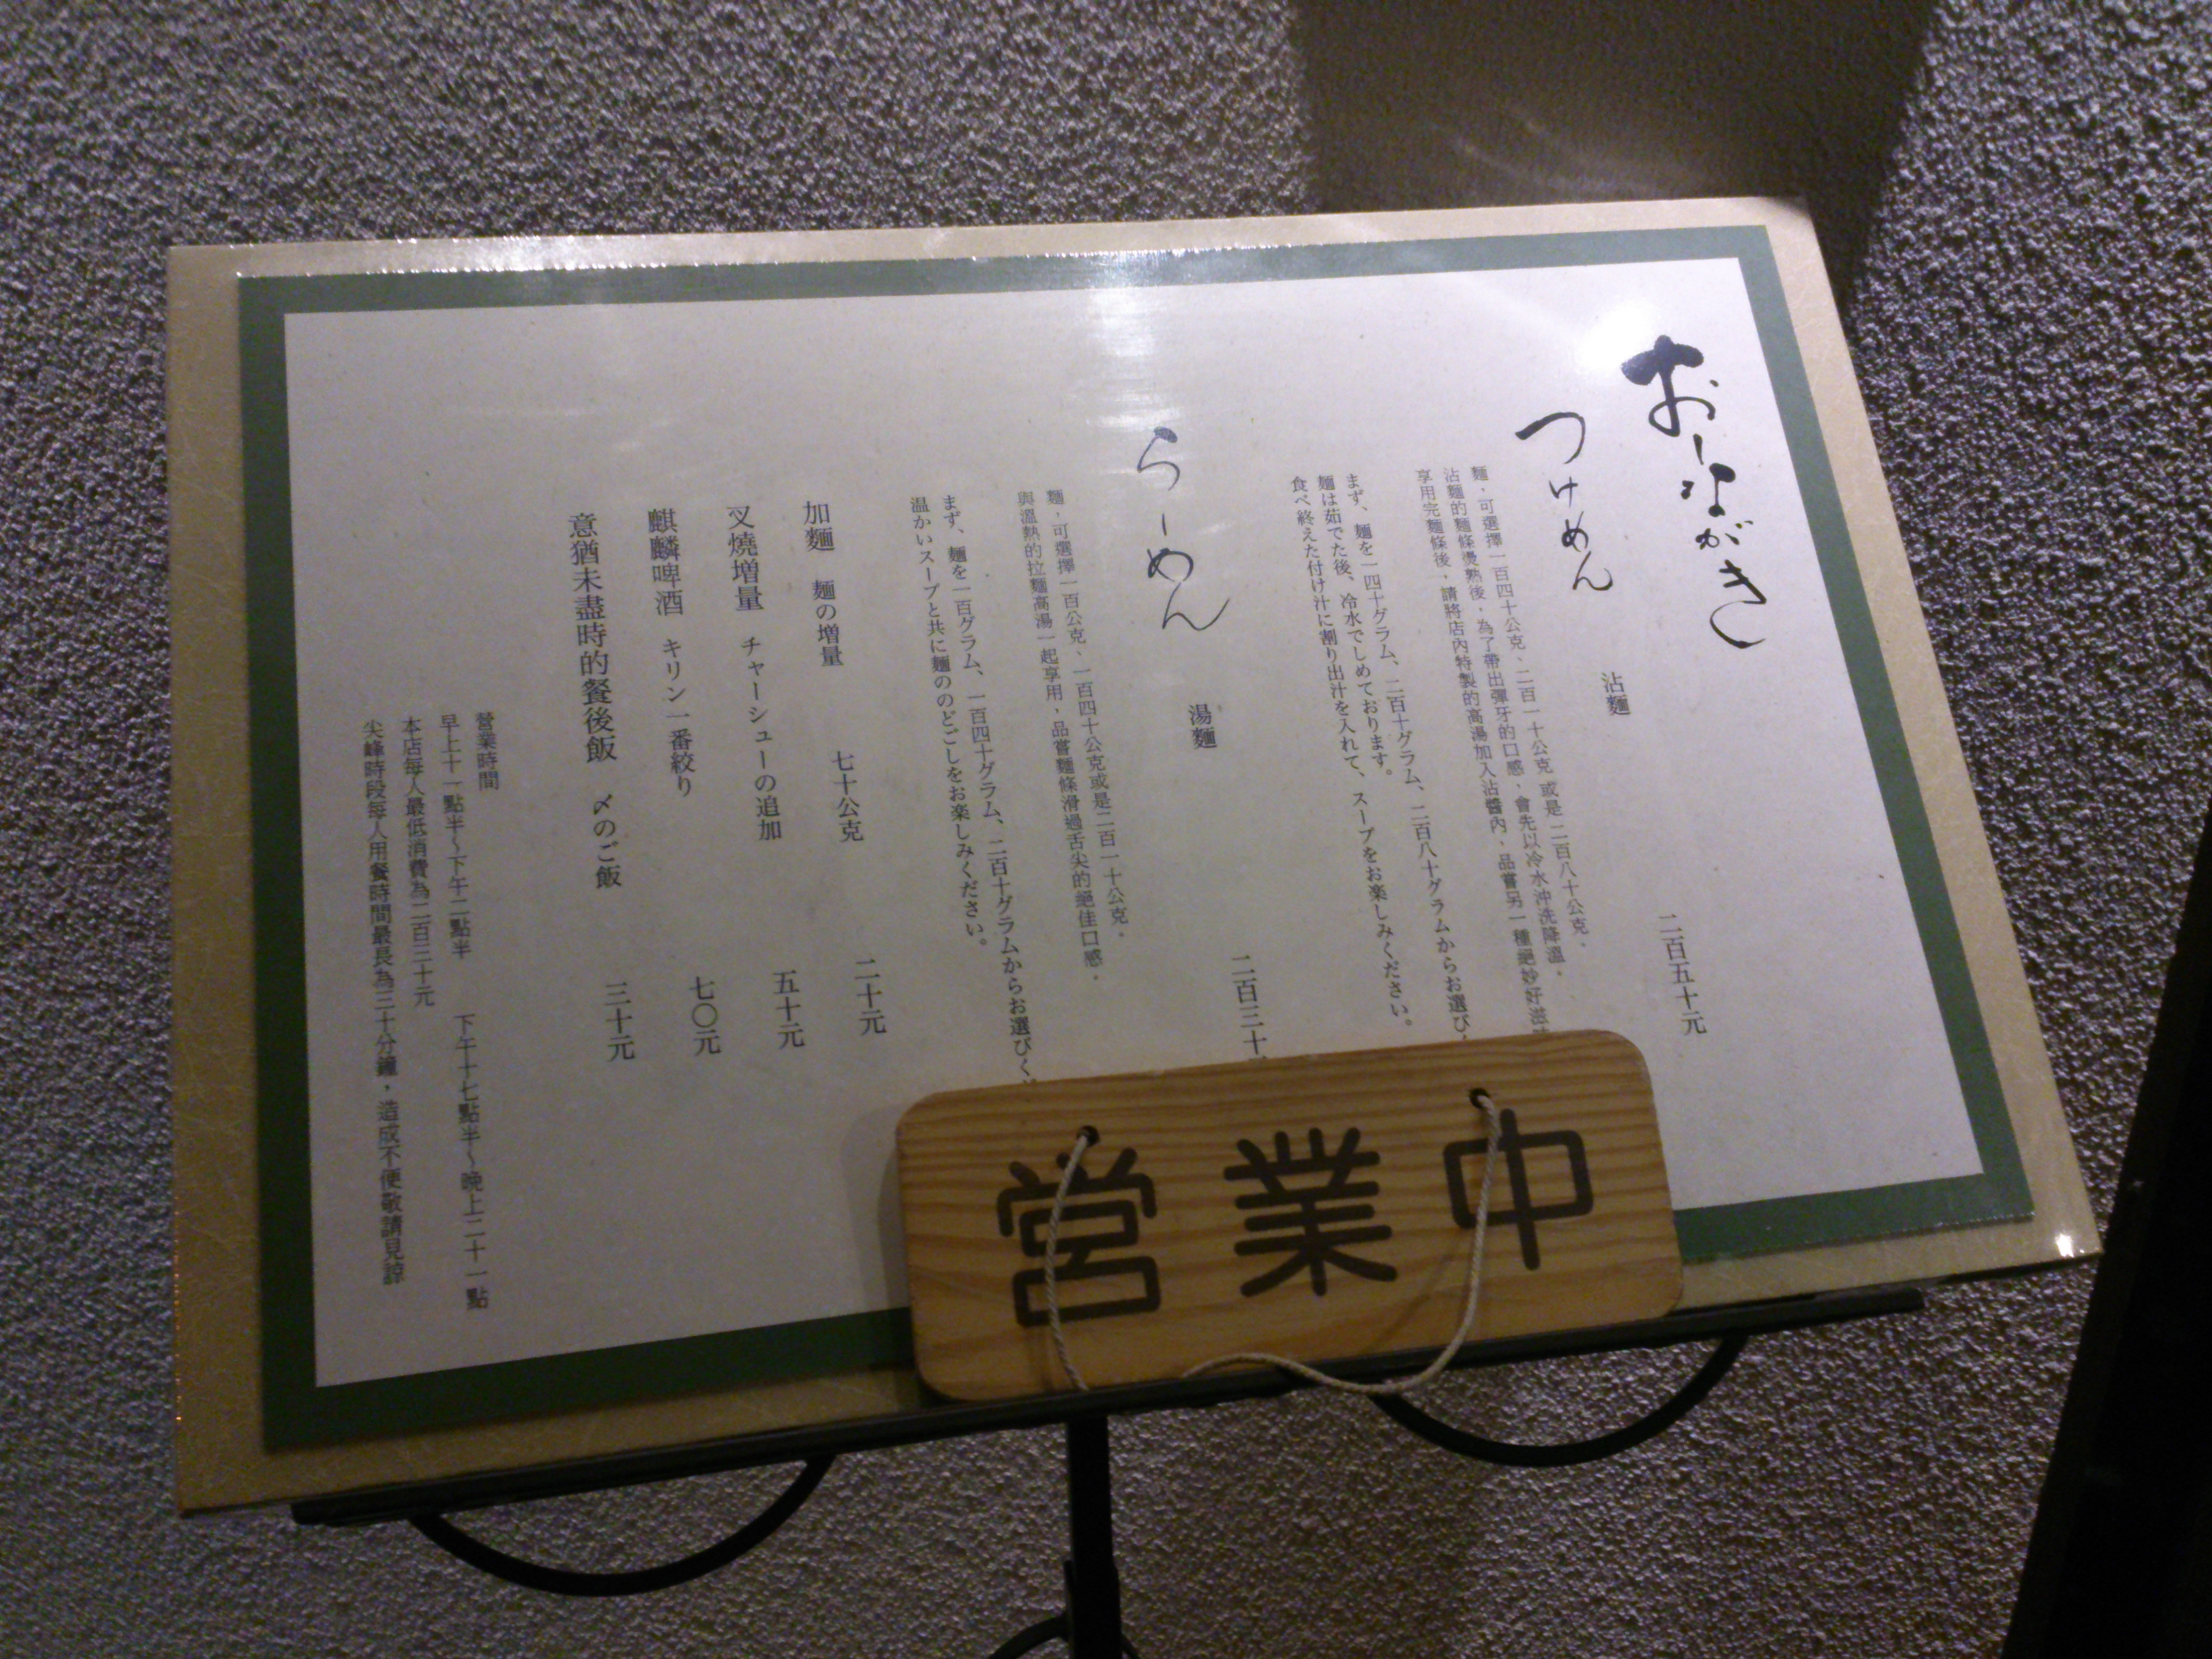 おしながき
つけめん 沾麵 二百五十元
麵，可選擇一百四十公克、二百一十公克 或是 二百八十公克。
沾麵的麵條燙熟後，為了帶出彈牙的口感，會先以冷水沖洗降溫。
享用完麵條後，請將店內特製的高湯加入沾醬內，品嘗另一種絕妙好滋
まず、麺を一四十グラム、二百十グラム、二百八十グラムからお選び
麺は茹でた後、冷水でしめております。
食べ終えた付け汁に割り出汁を入れて、スープをお楽しみください。
らーめん 湯麵 二百三十
麵，可選擇一百公克、一百四十公克或是二百一十公克。
與溫熱的拉麵高湯一起享用，品嘗麵條滑過舌尖的絕佳口感。
まず、麺を一百グラム、一百四十グラム、二百十グラムからお選びく
温かいスープと共に麺ののどごしをお楽しみください。
加麵 麺の増量 七十公克 二十元
叉燒增量 チャーシューの追加 五十元
麒麟啤酒 キリン一番絞り 七〇元
意猶未盡時的餐後飯 〆のご飯 三十元
營業時間
早上十一點半～下午二點半 下午十七點半～晚上二十一點
本店每人最低消費為二百三十元
尖峰時段每人用餐時間最長為三十分鐘，造成不便敬請見諒
営業中